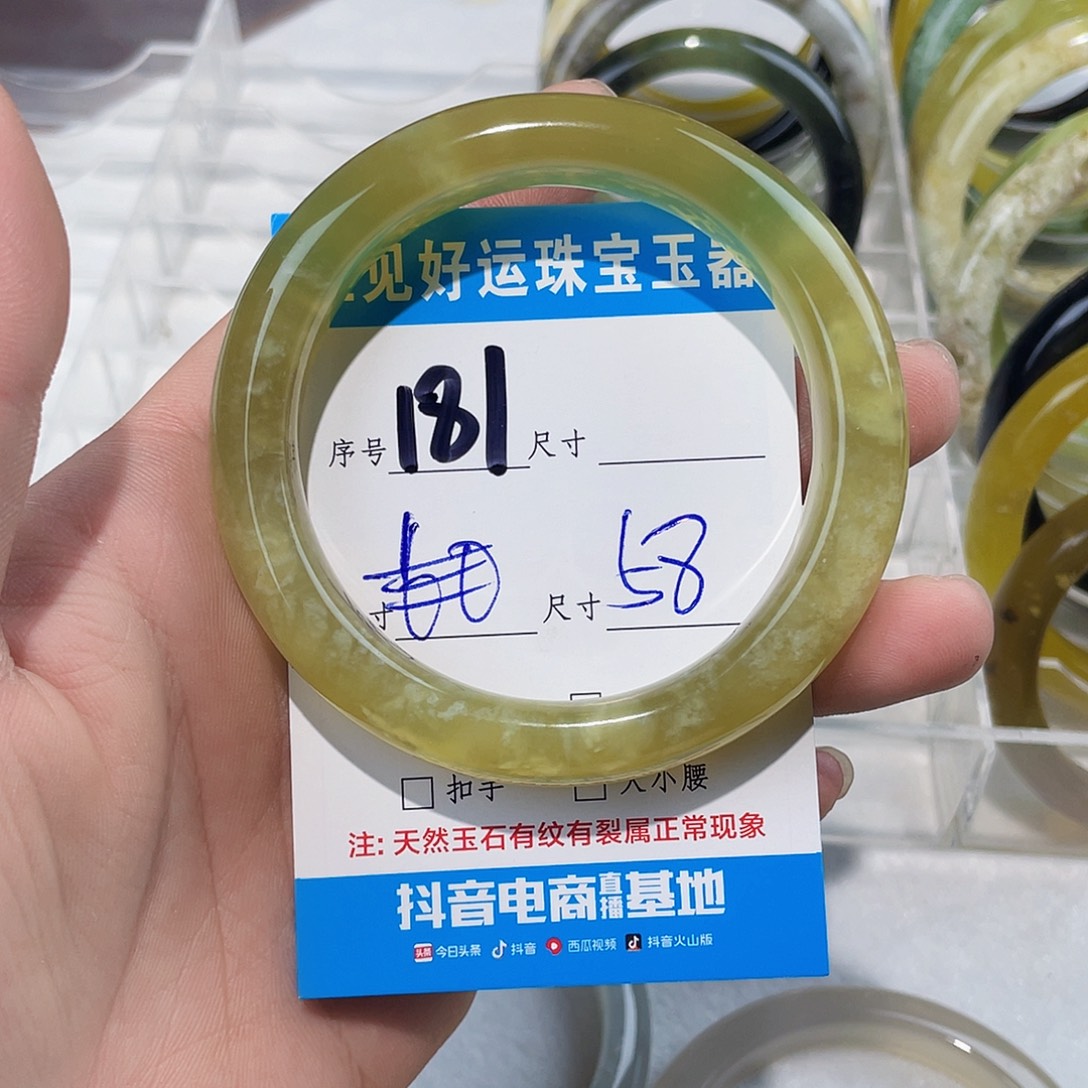 见好运珠宝玉器
序号 181 尺寸
寸 尺寸 58
扣手 大小腰
注: 天然玉石有纹有裂属正常现象
抖音电商直播基地
头条 今日头条 抖音 西瓜视频 抖音火山版